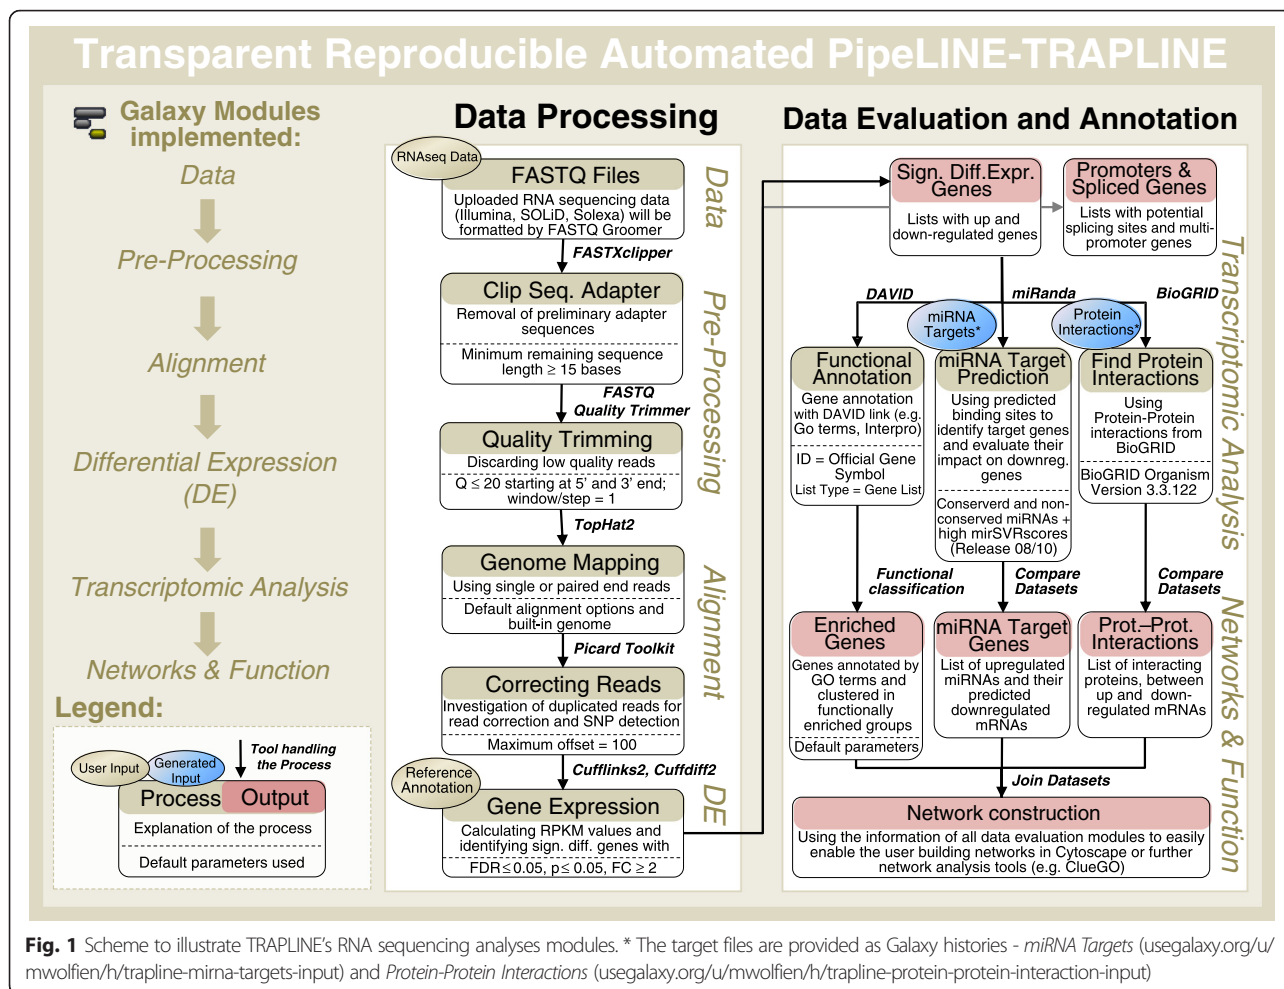 Transparent Reproducible Automated PipeLINE-TRAPLINE
Galaxy Modules
implemented:
Data
Pre-Processing
Alignment
Differential Expression
(DE)
Transcriptomic Analysis
Networks & Function
Legend:
User Input
Generated
Input
Tool handling
the Process
Process
Output
Explanation of the process
Default parameters used
Data Processing
RNAseq Data
FASTQ Files
Uploaded RNA sequencing data
(Illumina, SOLiD, Solexa) will be
formatted by FASTQ Groomer
Data
FASTXclipper
Clip Seq. Adapter
Removal of preliminary adapter
sequences
Minimum remaining sequence
length ≥ 15 bases
Pre-Processing
FASTQ
Quality Trimmer
Quality Trimming
Discarding low quality reads
Q ≤ 20 starting at 5' and 3' end;
window/step = 1
TopHat2
Genome Mapping
Using single or paired end reads
Default alignment options and
built-in genome
Alignment
Picard Toolkit
Correcting Reads
Investigation of duplicated reads for
read correction and SNP detection
Maximum offset = 100
Cufflinks2, Cuffdiff2
Reference
Annotation
Gene Expression
Calculating RPKM values and
identifying sign. diff. genes with
FDR ≤ 0.05, p ≤ 0.05, FC ≥ 2
DE
Data Evaluation and Annotation
Sign. Diff.Expr.
Genes
Lists with up and
down-regulated genes
Promoters &
Spliced Genes
Lists with potential
splicing sites and multi-
promoter genes
Transcriptomic Analysis
DAVID
miRanda
BioGRID
miRNA
Targets*
Protein
Interactions*
Functional
Annotation
Gene annotation
with DAVID link (e.g.
Go terms, Interpro)
ID = Official Gene
Symbol
List Type = Gene List
miRNA Target
Prediction
Using predicted
binding sites to
identify target genes
and evaluate their
impact on downreg.
genes
Conserverd and non-
conserved miRNAs +
high mirSVRscores
(Release 08/10)
Find Protein
Interactions
Using
Protein-Protein
interactions from
BioGRID
BioGRID Organism
Version 3.3.122
Functional
classification
Compare
Datasets
Compare
Datasets
Enriched
Genes
Genes annotated by
GO terms and
clustered in
functionally
enriched groups
Default parameters
miRNA Target
Genes
List of upregulated
miRNAs and their
predicted
downregulated
mRNAs
Prot.–Prot.
Interactions
List of interacting
proteins, between
up and down-
regulated mRNAs
Networks & Function
Join Datasets
Network construction
Using the information of all data evaluation modules to easily
enable the user building networks in Cytoscape or further
network analysis tools (e.g. ClueGO)
Fig. 1 Scheme to illustrate TRAPLINE's RNA sequencing analyses modules. * The target files are provided as Galaxy histories - miRNA Targets (usegalaxy.org/u/
mwolfien/h/trapline-mirna-targets-input) and Protein-Protein Interactions (usegalaxy.org/u/mwolfien/h/trapline-protein-protein-interaction-input)